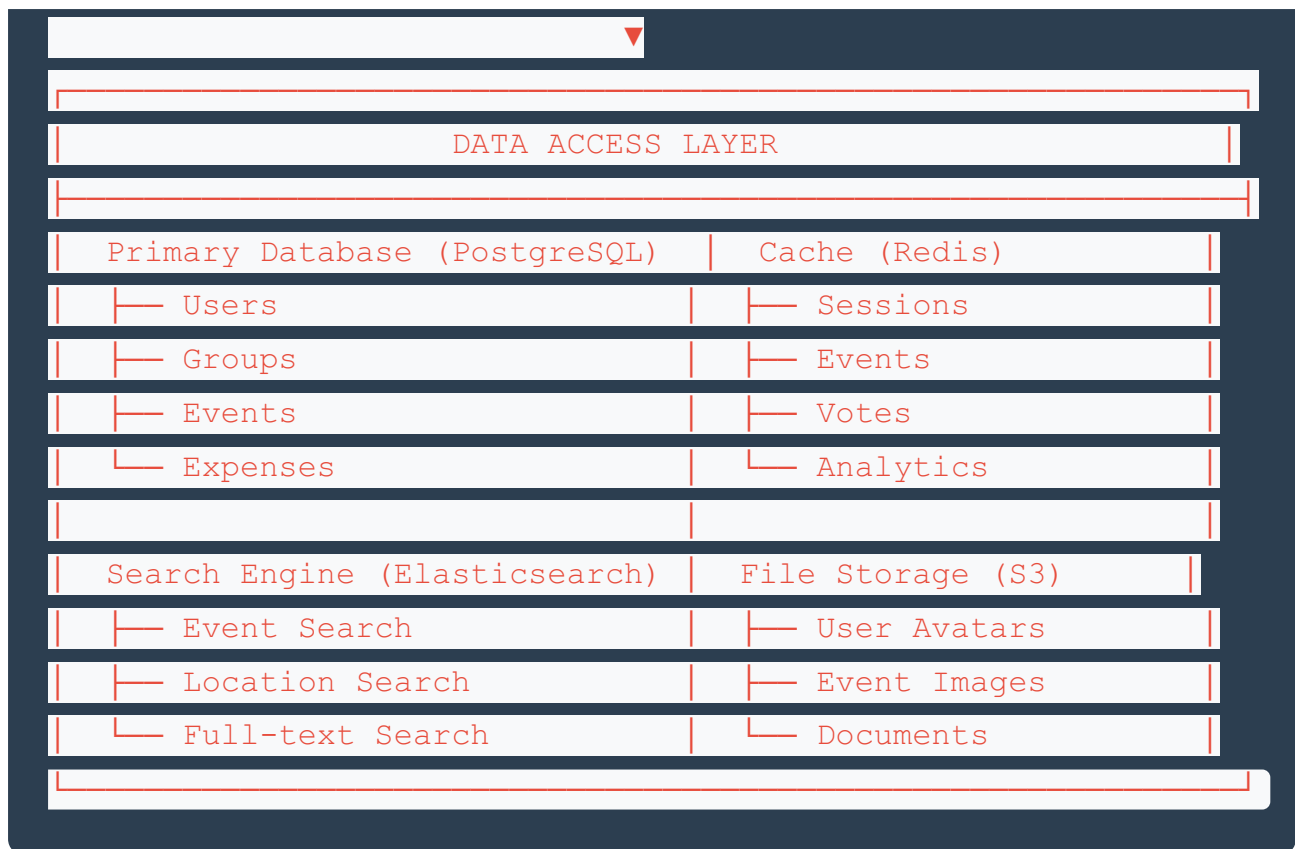 ▼
┌──────────────────────────────────────────────────────────────┐
│                     DATA ACCESS LAYER                        │
├──────────────────────────────────────────────────────────────┤
│  Primary Database (PostgreSQL)  │  Cache (Redis)           │
│  ├── Users                      │  ├── Sessions            │
│  ├── Groups                     │  ├── Events              │
│  ├── Events                     │  ├── Votes               │
│  └── Expenses                   │  └── Analytics           │
│                                 │                          │
│  Search Engine (Elasticsearch) │  File Storage (S3)       │
│  ├── Event Search               │  ├── User Avatars        │
│  ├── Location Search            │  ├── Event Images        │
│  └── Full-text Search           │  └── Documents           │
└──────────────────────────────────────────────────────────────┘